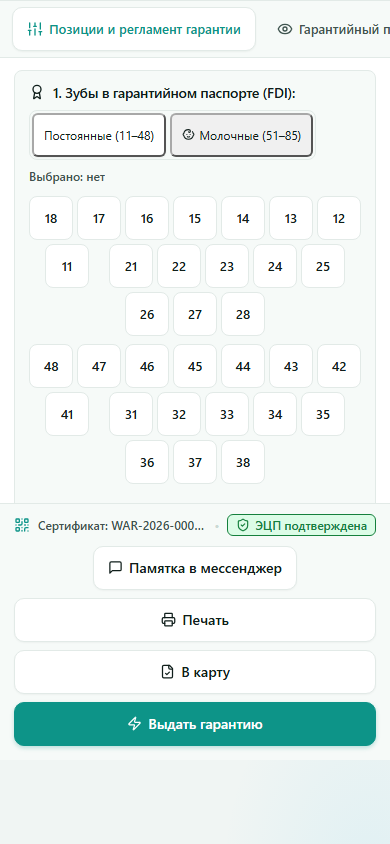 Позиции и регламент гарантии
Гарантийный п
1. Зубы в гарантийном паспорте (FDI):
Постоянные (11–48)
Молочные (51–85)
Выбрано: нет
18 17 16 15 14 13 12
11 21 22 23 24 25
26 27 28
48 47 46 45 44 43 42
41 31 32 33 34 35
36 37 38
Сертификат: WAR-2026-000... • ЭЦП подтверждена
Памятка в мессенджер
Печать
В карту
Выдать гарантию